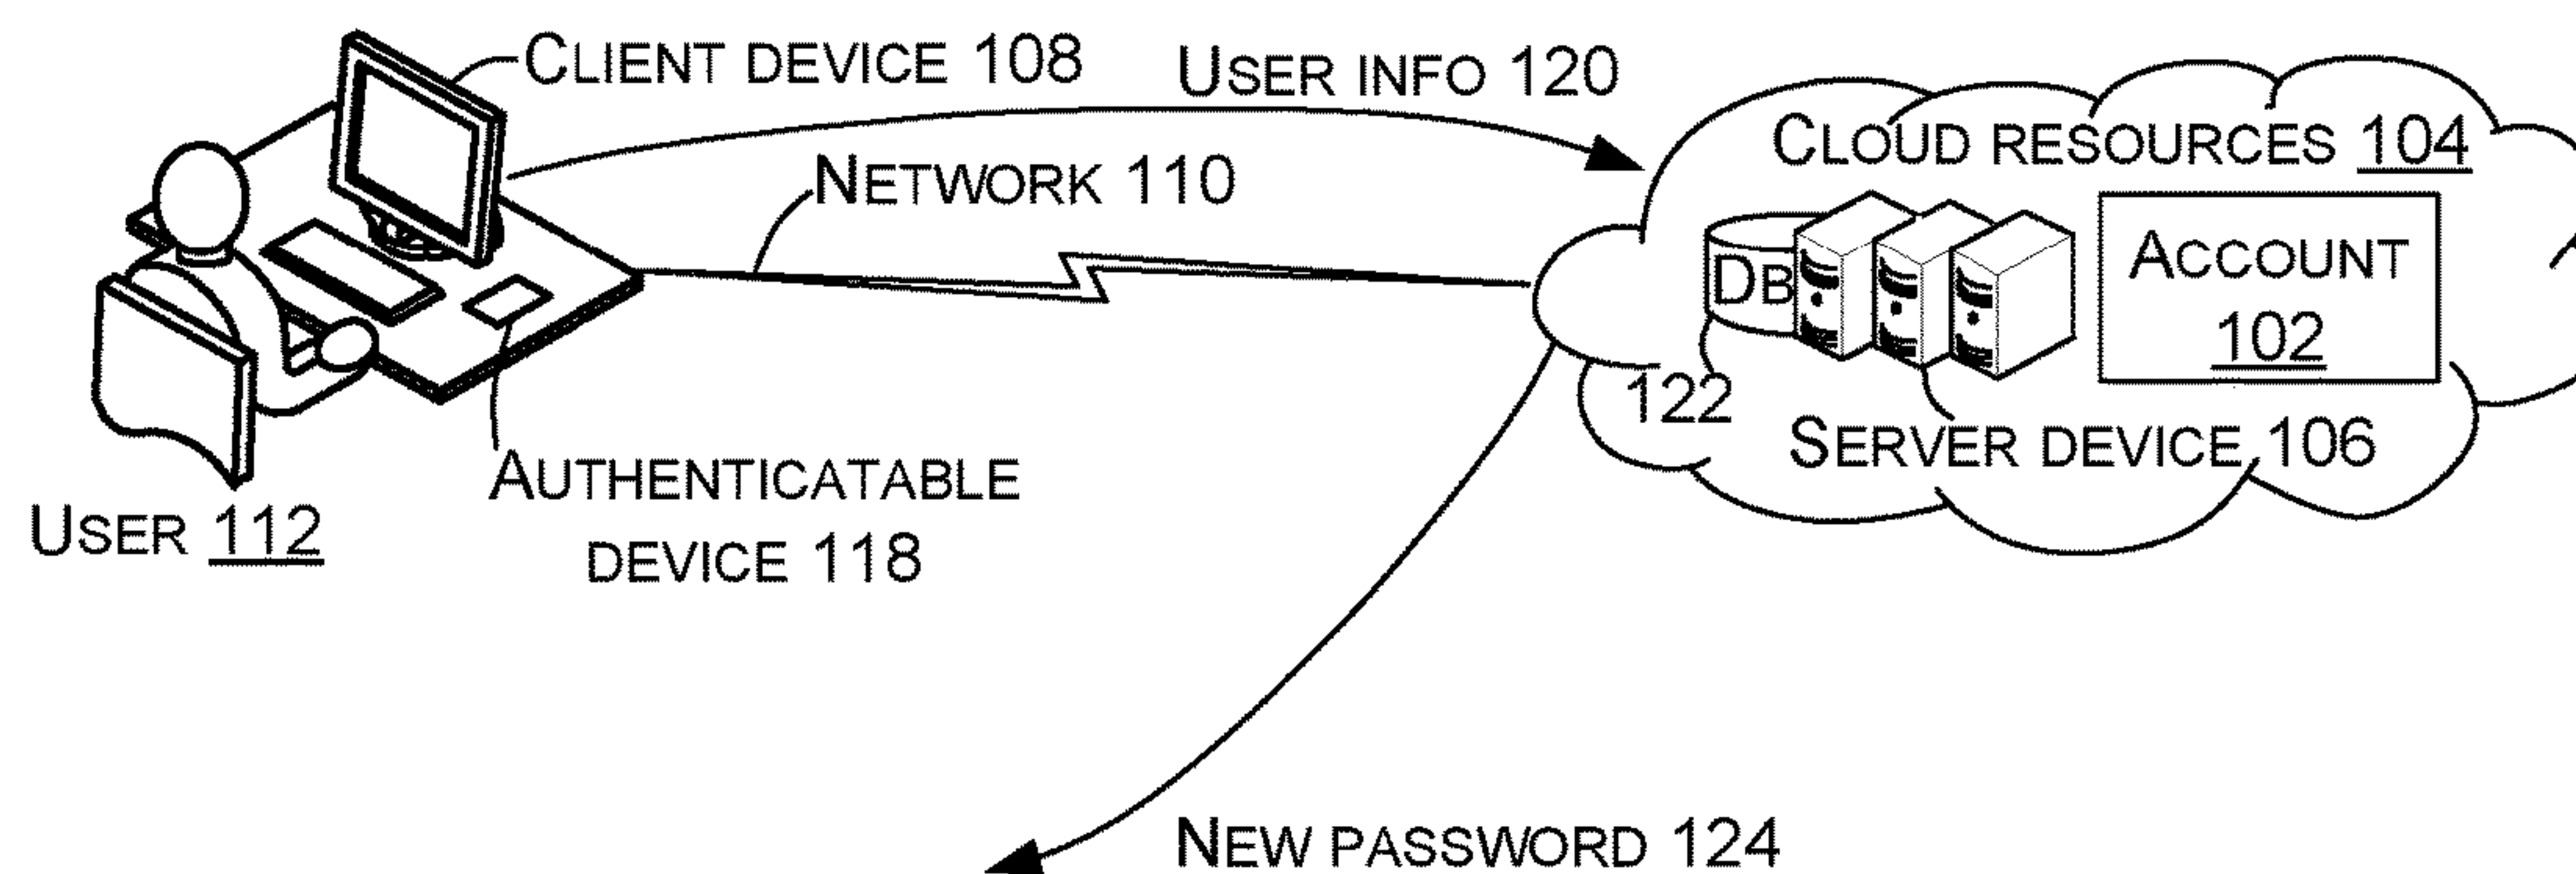 CLIENT DEVICE 108
USER INFO 120
CLOUD RESOURCES 104
NETWORK 110
DB
ACCOUNT
102
122
SERVER DEVICE 106
AUTHENTICATABLE
DEVICE 118
USER 112
NEW PASSWORD 124